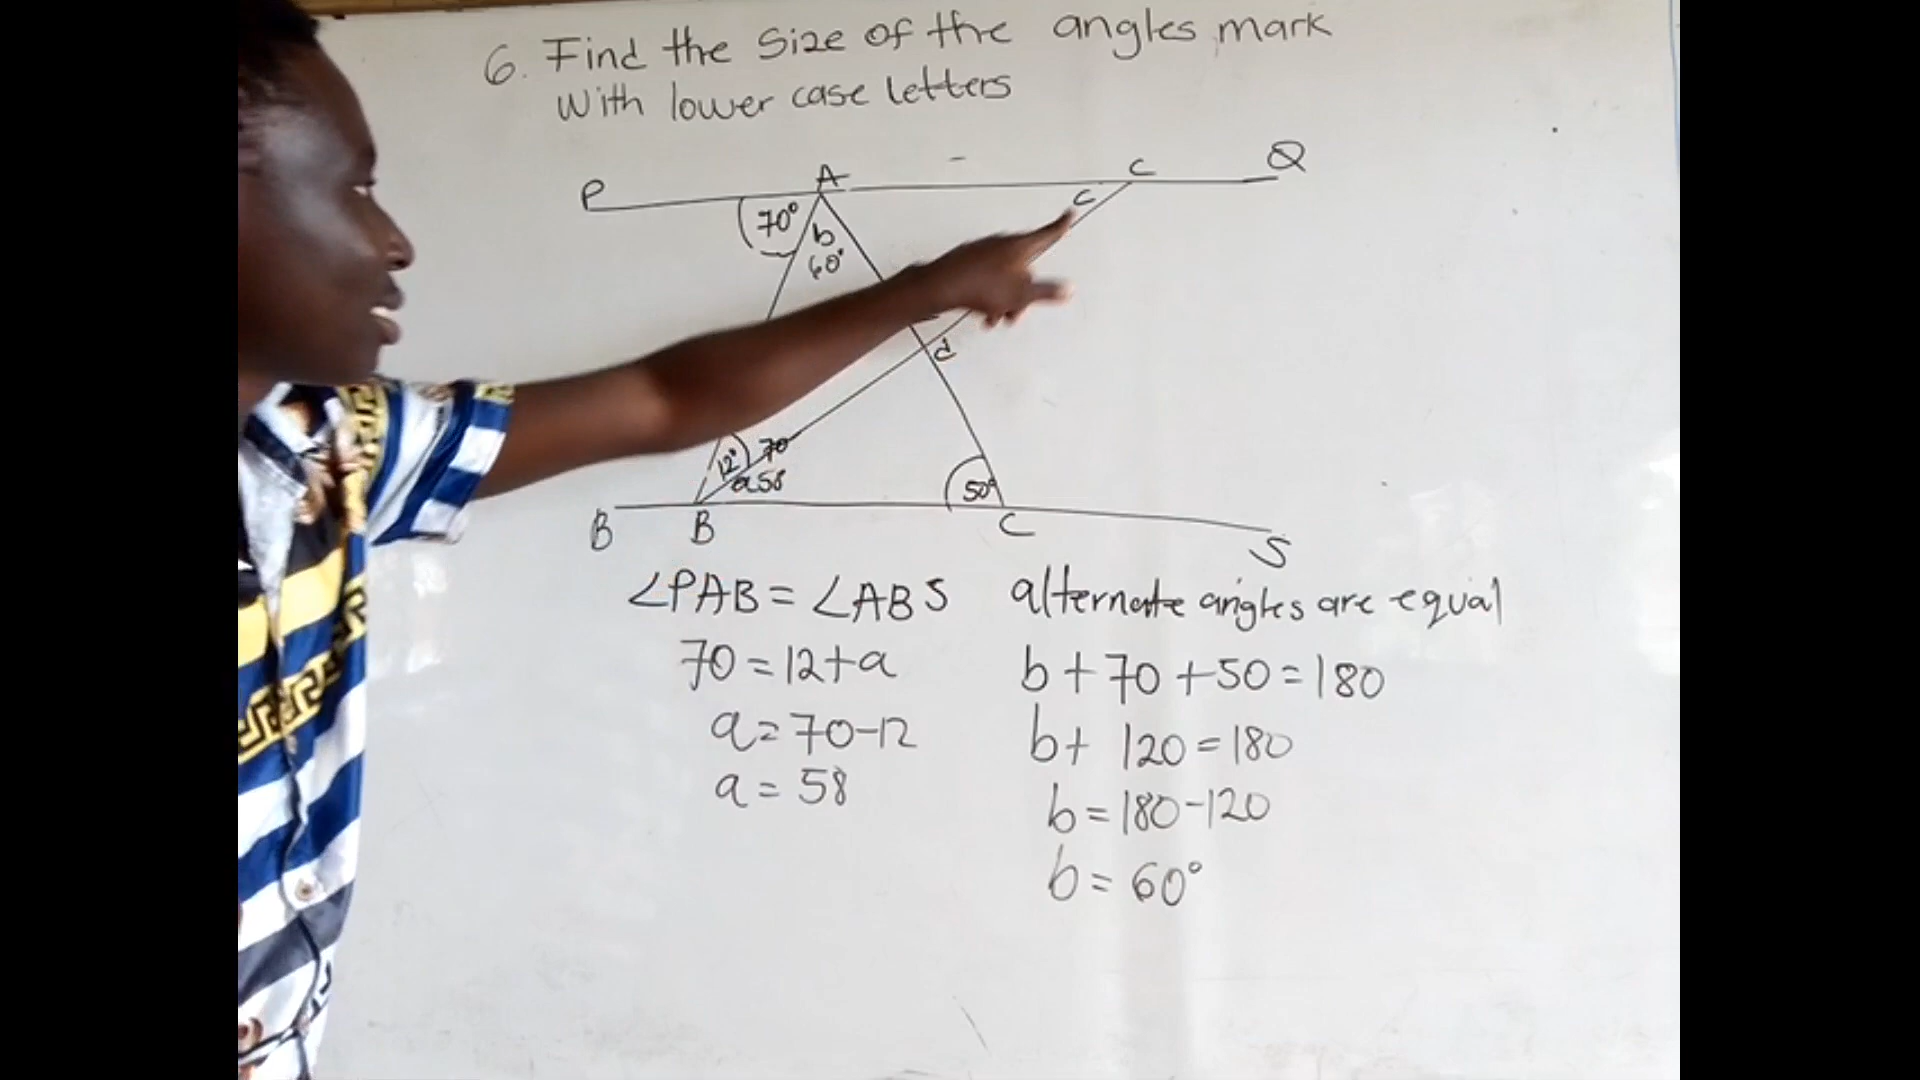 6. Find the Size of the angles mark
With lower case letters
P A C Q
c
70°
b
60°
d
12° 70
a 58
50°
B B C S
∠PAB = ∠ABS alternate angles are equal
70 = 12 + a b + 70 + 50 = 180
a = 70 - 12 b + 120 = 180
a = 58 b = 180 - 120
b = 60°